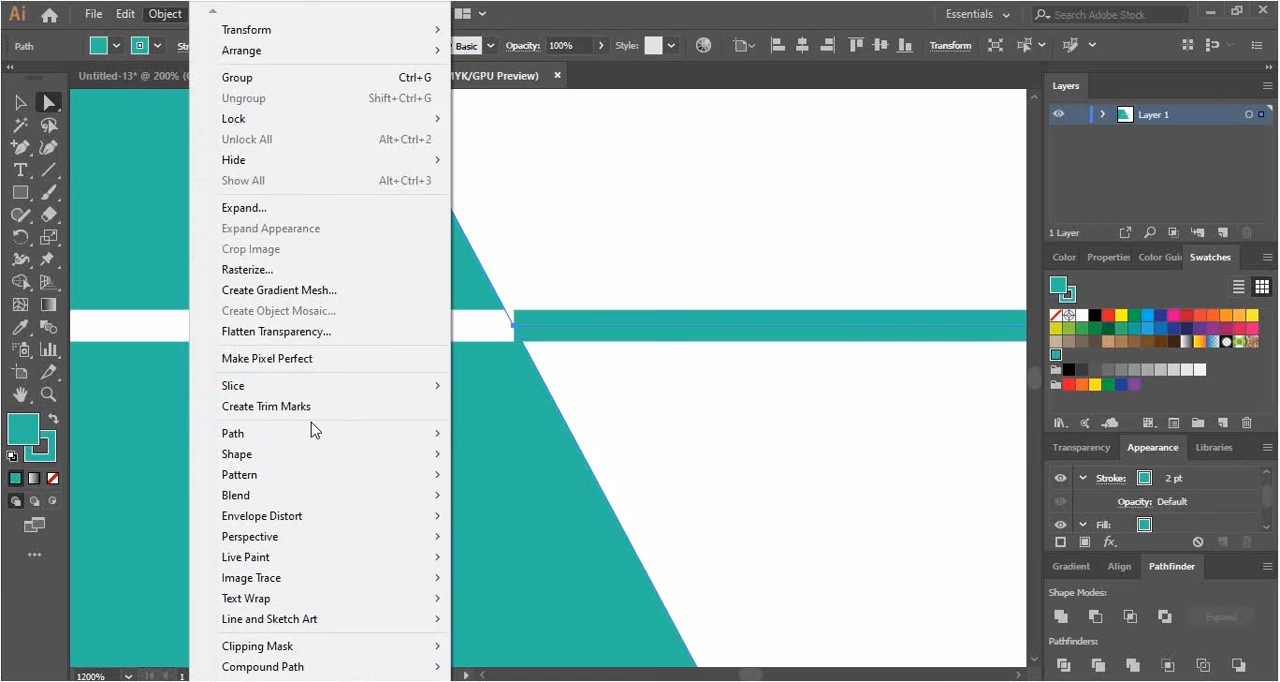 Ai File Edit Object Essentials Search Adobe Stock
Path Basic Opacity: 100% Style: Transform
Untitled-13* @ 200% MYK/GPU Preview) ×
Transform
Arrange
Group Ctrl+G
Ungroup Shift+Ctrl+G
Lock
Unlock All Alt+Ctrl+2
Hide
Show All Alt+Ctrl+3
Expand...
Expand Appearance
Crop Image
Rasterize...
Create Gradient Mesh...
Create Object Mosaic...
Flatten Transparency...
Make Pixel Perfect
Slice
Create Trim Marks
Path
Shape
Pattern
Blend
Envelope Distort
Perspective
Live Paint
Image Trace
Text Wrap
Line and Sketch Art
Clipping Mask
Compound Path
1200% 1
Layers
Layer 1
1 Layer
Color Properties Color Gui Swatches
Transparency Appearance Libraries
Stroke: 2 pt
Opacity: Default
Fill:
fx
Gradient Align Pathfinder
Shape Modes:
Expand
Pathfinders: